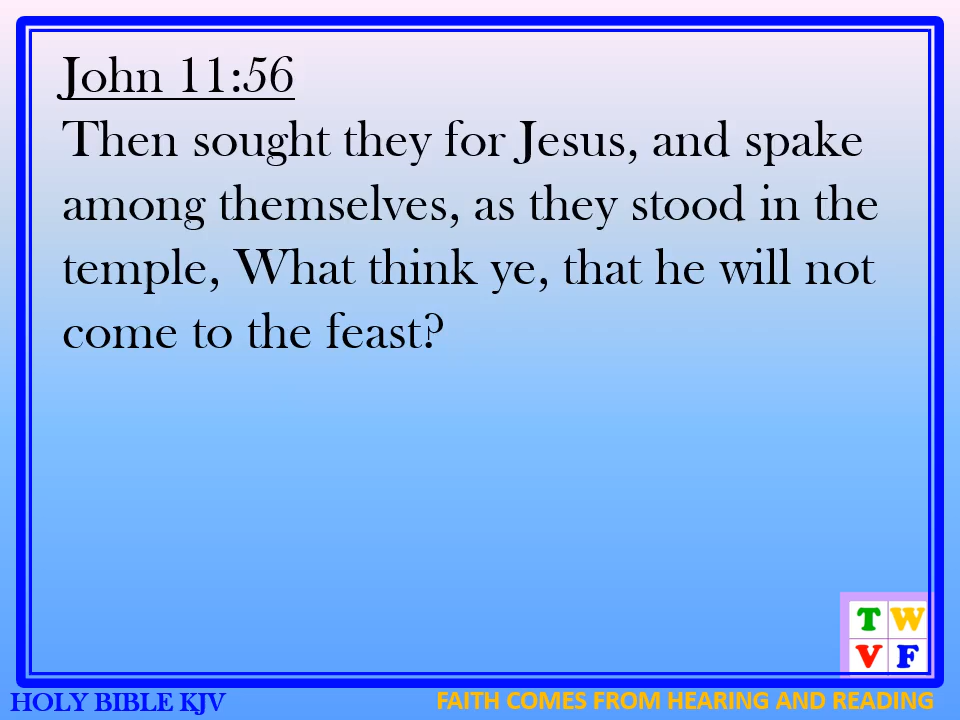 John 11:56
Then sought they for Jesus, and spake
among themselves, as they stood in the
temple, What think ye, that he will not
come to the feast?
T W
V F
HOLY BIBLE KJV
FAITH COMES FROM HEARING AND READING